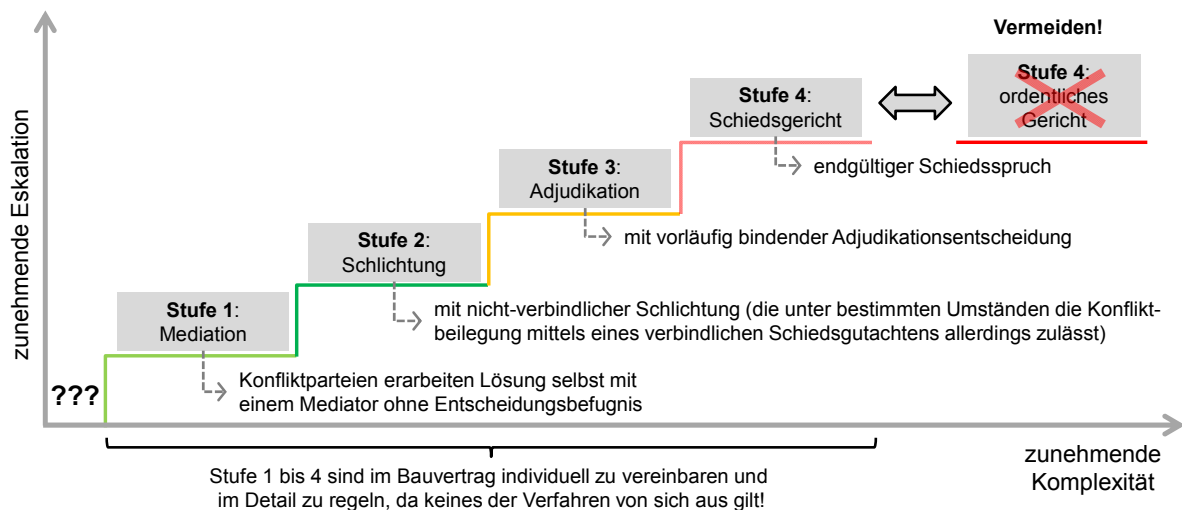 Vermeiden!
Stufe 4:
ordentliches
Gericht
Stufe 4:
Schiedsgericht
endgültiger Schiedsspruch
Stufe 3:
Adjudikation
mit vorläufig bindender Adjudikationsentscheidung
Stufe 2:
Schlichtung
mit nicht-verbindlicher Schlichtung (die unter bestimmten Umständen die Konflikt-
beilegung mittels eines verbindlichen Schiedsgutachtens allerdings zulässt)
Stufe 1:
Mediation
Konfliktparteien erarbeiten Lösung selbst mit
einem Mediator ohne Entscheidungsbefugnis
???
zunehmende Eskalation
zunehmende
Komplexität
Stufe 1 bis 4 sind im Bauvertrag individuell zu vereinbaren und
im Detail zu regeln, da keines der Verfahren von sich aus gilt!